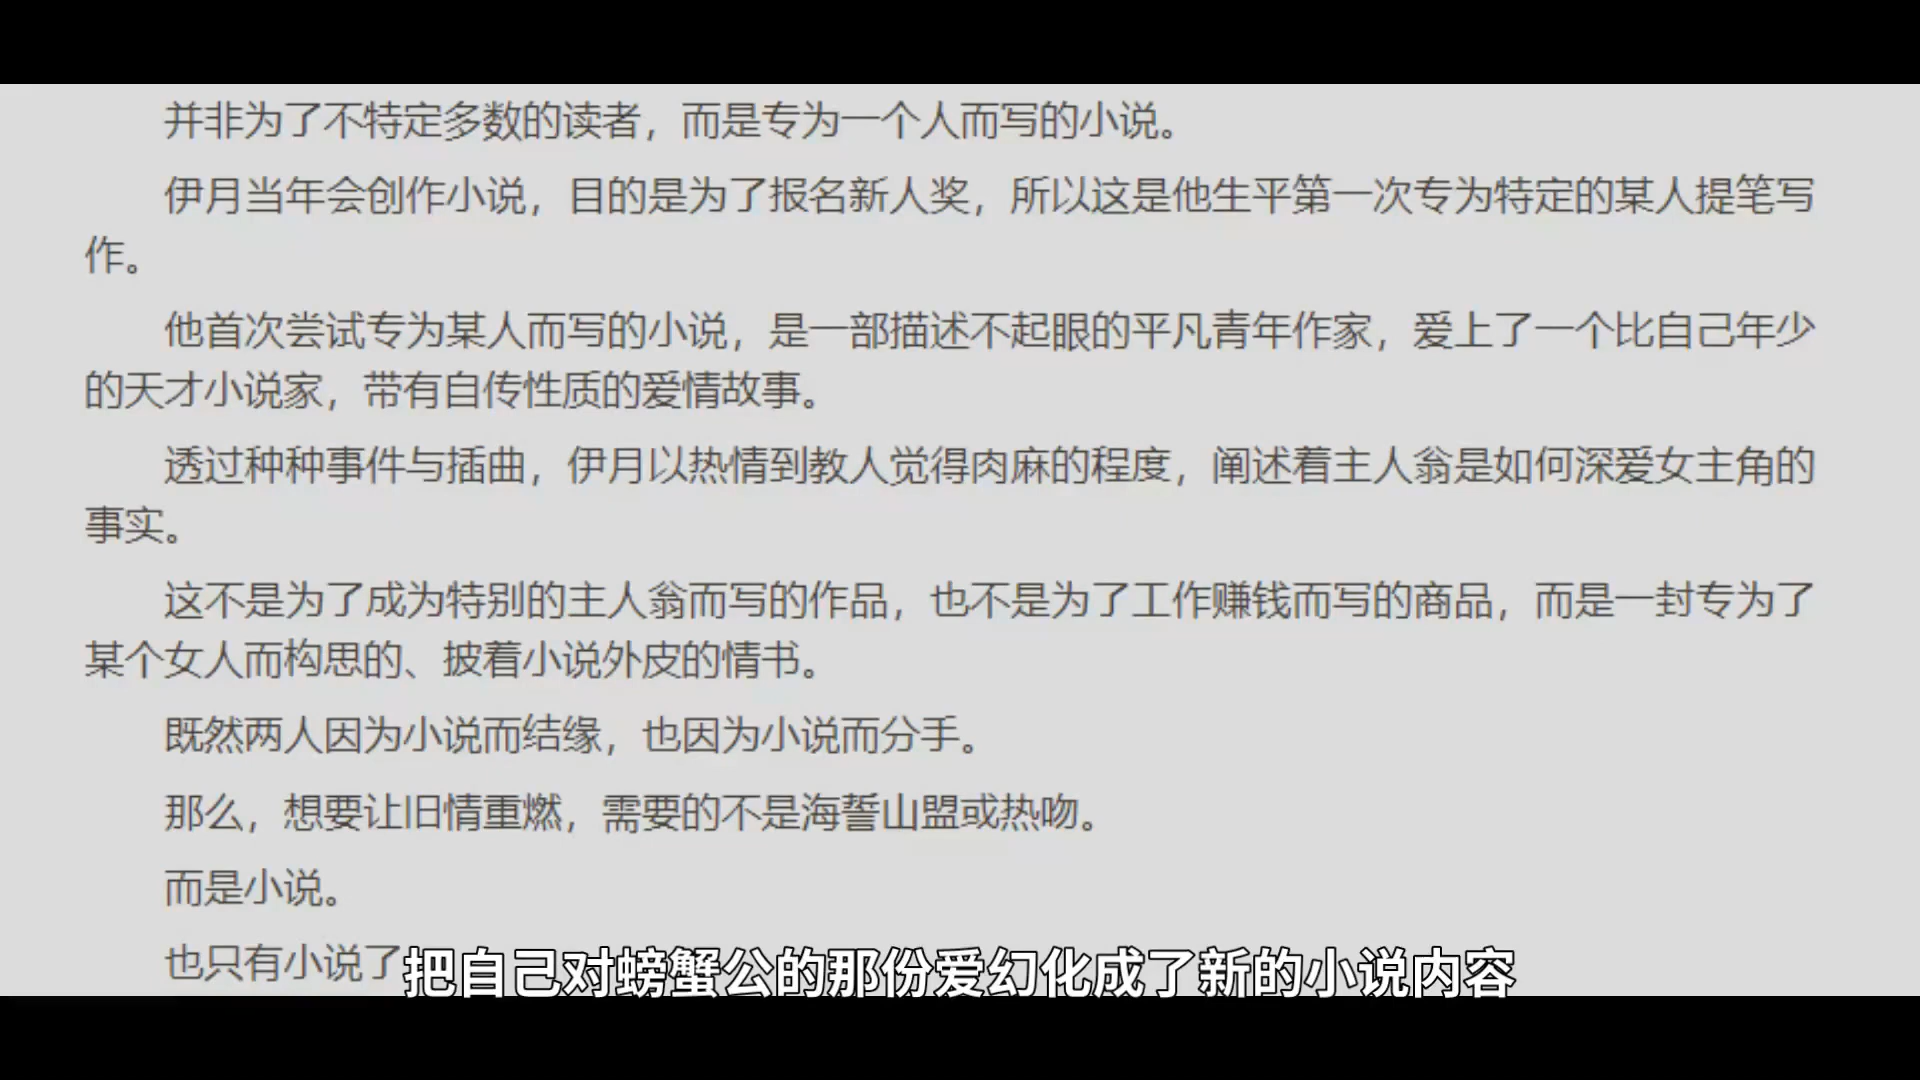 并非为了不特定多数的读者，而是专为一个人而写的小说。
伊月当年会创作小说，目的是为了报名新人奖，所以这是他生平第一次专为特定的某人提笔写
作。
他首次尝试专为某人而写的小说，是一部描述不起眼的平凡青年作家，爱上了一个比自己年少
的天才小说家，带有自传性质的爱情故事。
透过种种事件与插曲，伊月以热情到教人觉得肉麻的程度，阐述着主人翁是如何深爱女主角的
事实。
这不是为了成为特别的主人翁而写的作品，也不是为了工作赚钱而写的商品，而是一封专为了
某个女人而构思的、披着小说外皮的情书。
既然两人因为小说而结缘，也因为小说而分手。
那么，想要让旧情重燃，需要的不是海誓山盟或热吻。
而是小说。
也只有小说了
把自己对螃蟹公的那份爱幻化成了新的小说内容